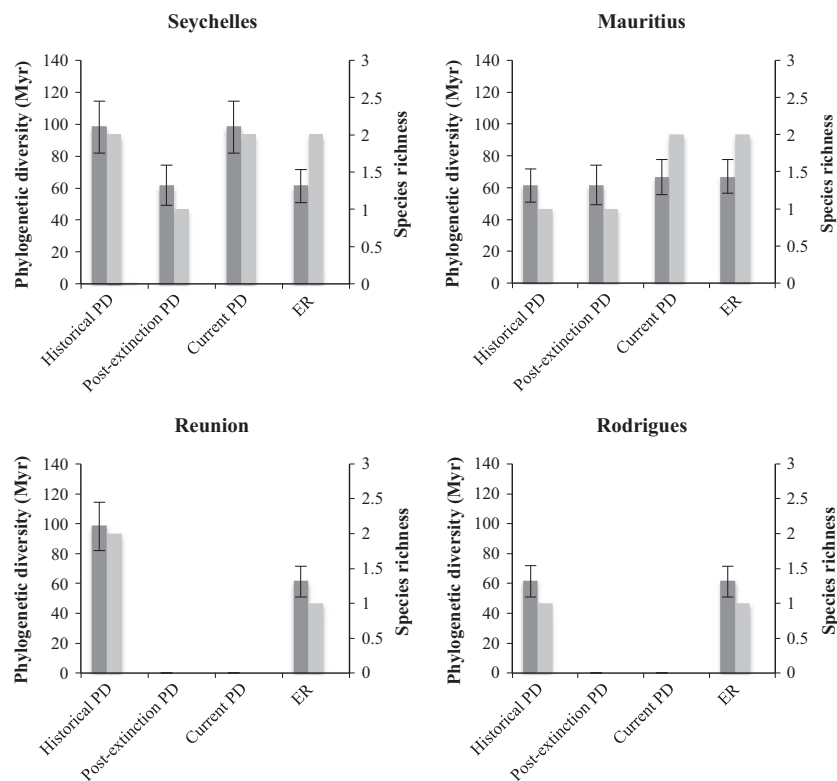 Seychelles
Phylogenetic diversity (Myr)
140
120
100
80
60
40
20
0
3
2.5
2
1.5
1
0.5
0
Species richness
Historical PD
Post-extinction PD
Current PD
ER
Mauritius
Phylogenetic diversity (Myr)
140
120
100
80
60
40
20
0
3
2.5
2
1.5
1
0.5
0
Species richness
Historical PD
Post-extinction PD
Current PD
ER
Reunion
Phylogenetic diversity (Myr)
140
120
100
80
60
40
20
0
3
2.5
2
1.5
1
0.5
0
Species richness
Historical PD
Post-extinction PD
Current PD
ER
Rodrigues
Phylogenetic diversity (Myr)
140
120
100
80
60
40
20
0
3
2.5
2
1.5
1
0.5
0
Species richness
Historical PD
Post-extinction PD
Current PD
ER